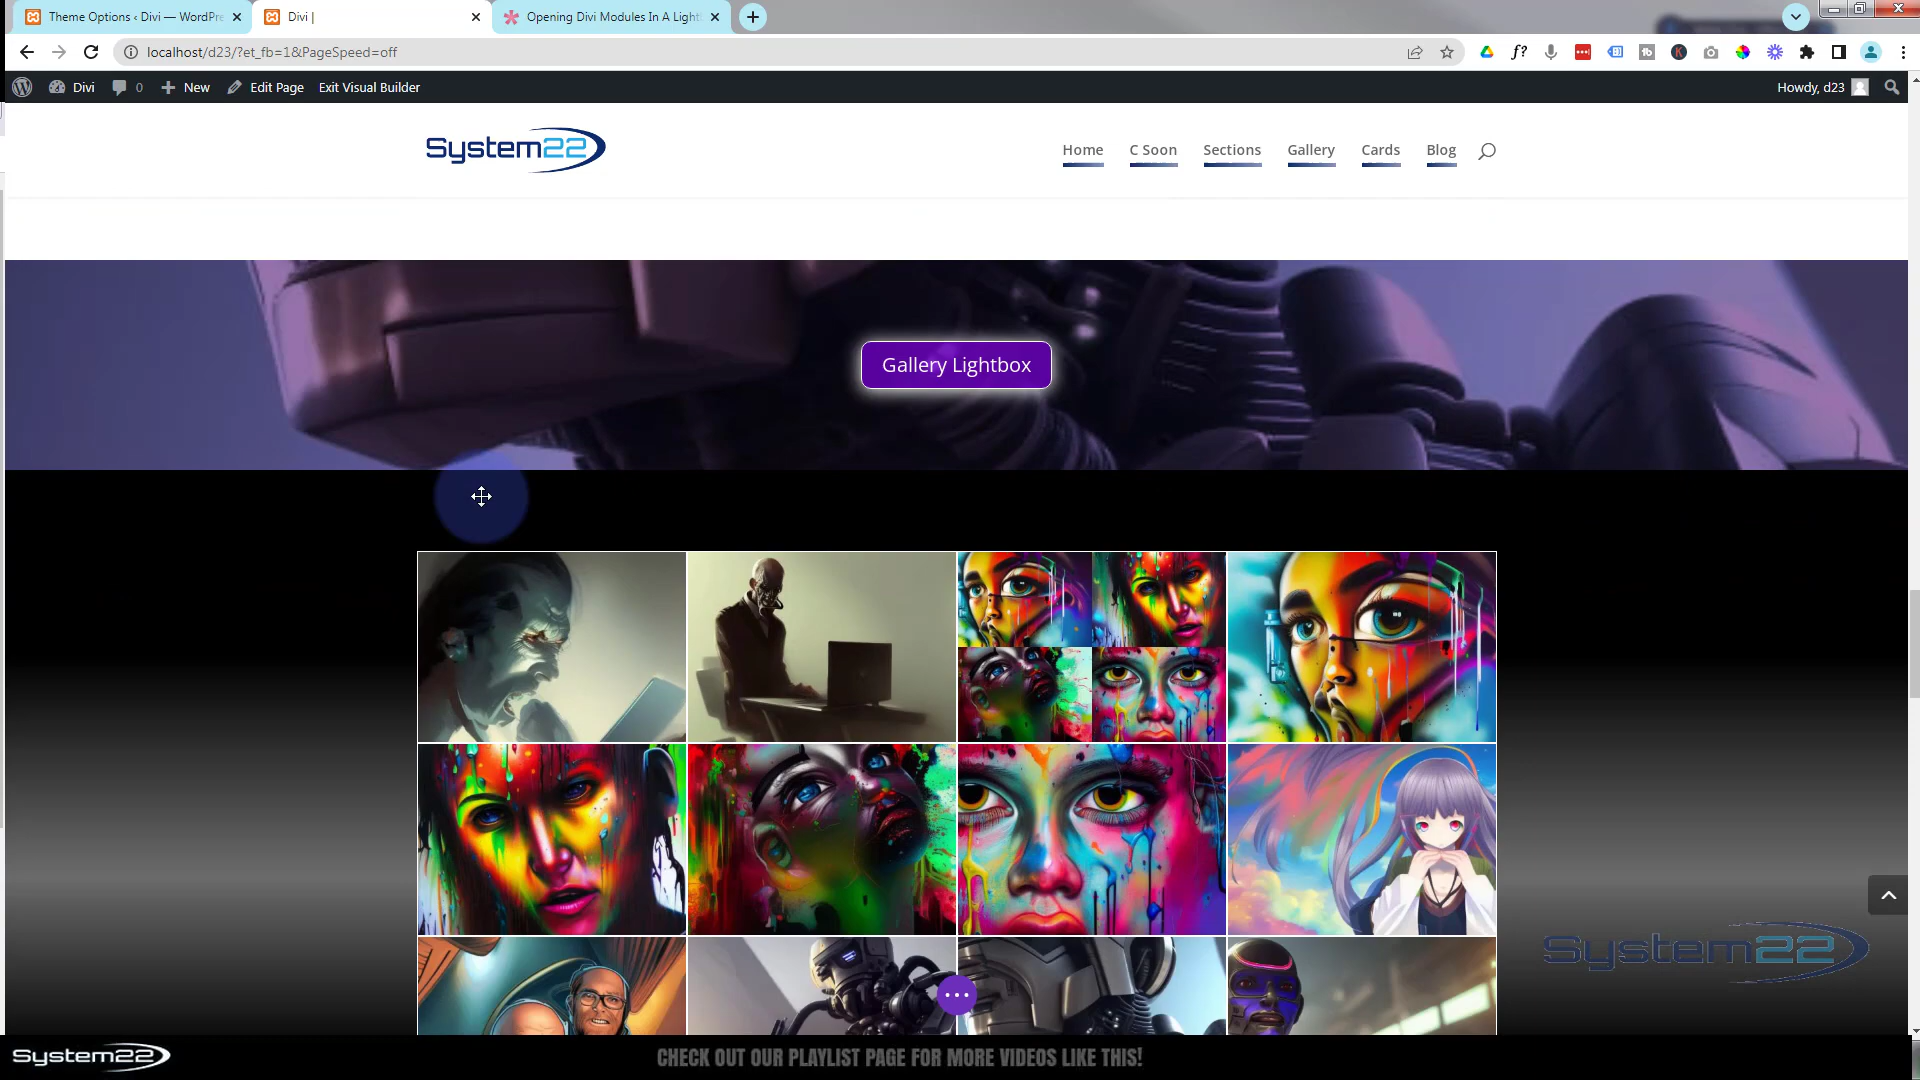 Theme Options ‹ Divi — WordPre
Divi |
Opening Divi Modules In A Light
localhost/d23/?et_fb=1&PageSpeed=off
Divi
0
New
Edit Page
Exit Visual Builder
Howdy, d23
System22
Home
C Soon
Sections
Gallery
Cards
Blog
Gallery Lightbox
System22
System22
CHECK OUT OUR PLAYLIST PAGE FOR MORE VIDEOS LIKE THIS!